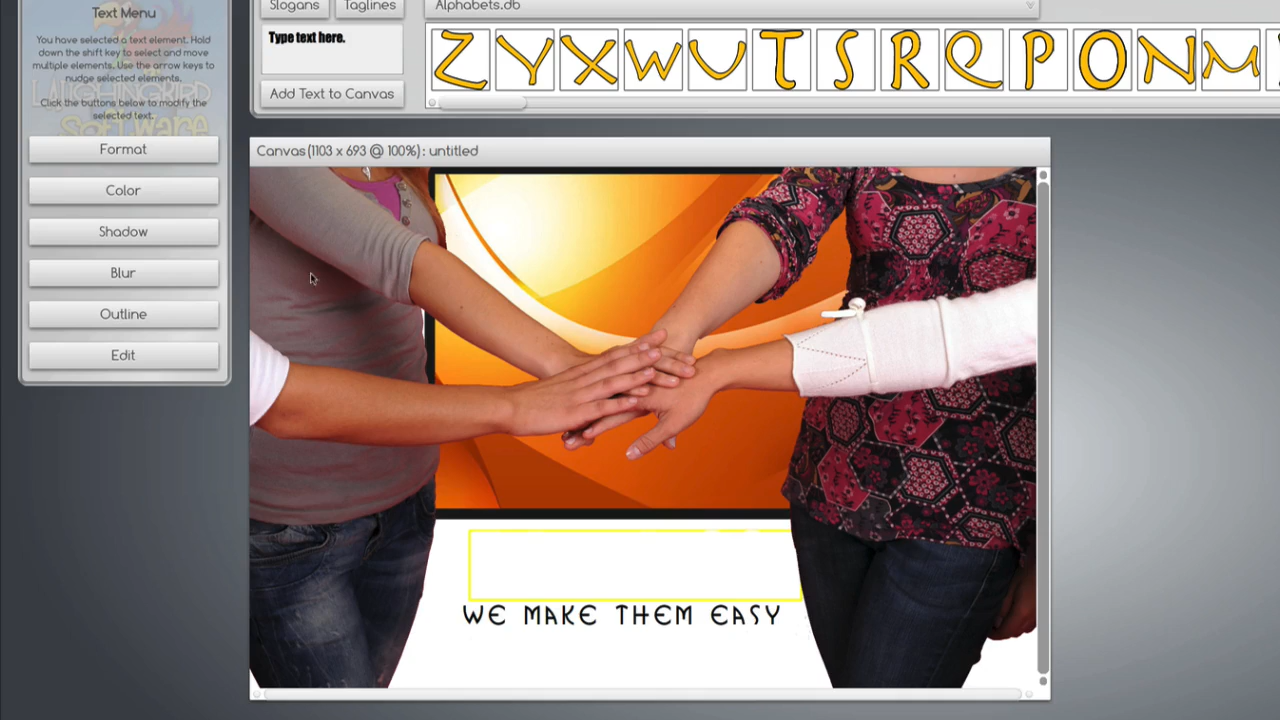 Text Menu
You have selected a text element. Hold
down the shift key to select and move
multiple elements. Use the arrow keys to
nudge selected elements.
Click the buttons below to modify the
selected text.
LAUGHINGBIRD
Software
Format
Color
Shadow
Blur
Outline
Edit
Slogans
Taglines
Type text here.
Add Text to Canvas
Alphabets.db
Z Y X W U T S R Q P O N M
Canvas (1103 x 693 @ 100%): untitled
WE MAKE THEM EASY